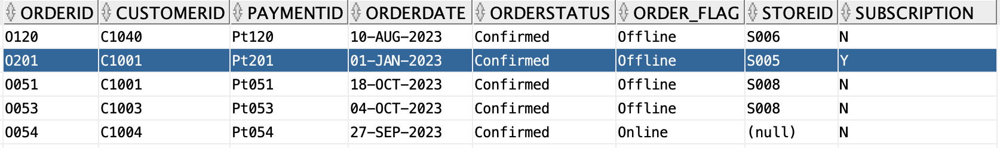 ORDERID CUSTOMERID PAYMENTID ORDERDATE ORDERSTATUS ORDER_FLAG STOREID SUBSCRIPTION
O120 C1040 Pt120 10-AUG-2023 Confirmed Offline S006 N
O201 C1001 Pt201 01-JAN-2023 Confirmed Offline S005 Y
O051 C1001 Pt051 18-OCT-2023 Confirmed Offline S008 N
O053 C1003 Pt053 04-OCT-2023 Confirmed Offline S008 N
O054 C1004 Pt054 27-SEP-2023 Confirmed Online (null) N